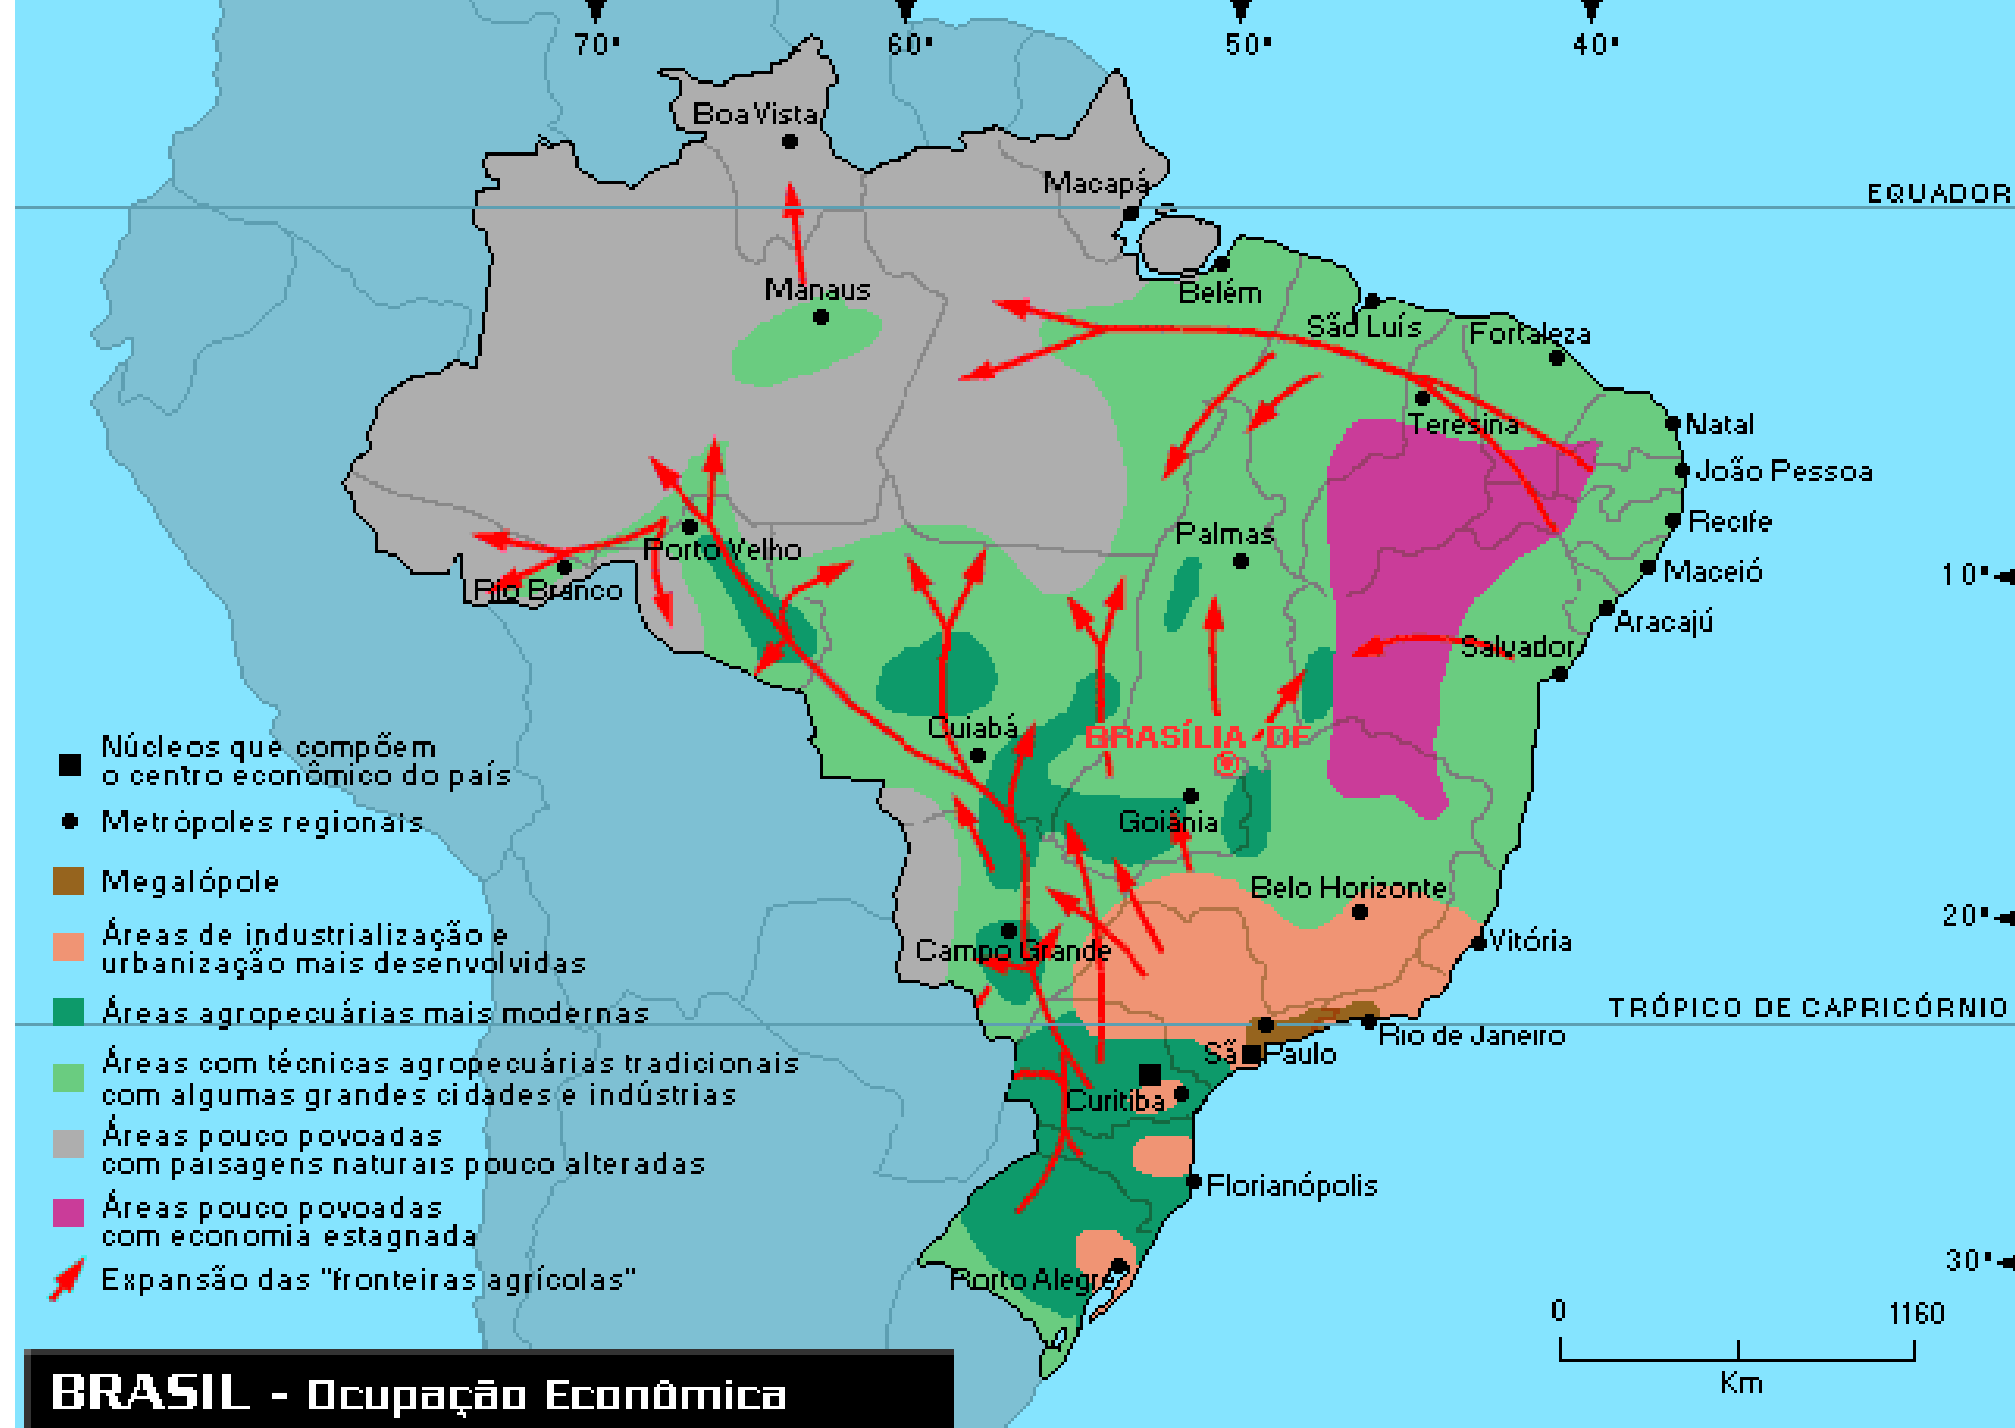 70°
60°
50°
40°
Boa Vista
Macapá
EQUADOR
Manaus
Belém
São Luís
Fortaleza
Teresina
Natal
João Pessoa
Palmas
Recife
Porto Velho
Rio Branco
Maceió
10°
Aracajú
Salvador
Cuiabá
BRASÍLIA-DF
Goiânia
Belo Horizonte
20°
Vitória
Campo Grande
TRÓPICO DE CAPRICÓRNIO
Rio de Janeiro
São Paulo
Curitiba
Florianópolis
Porto Alegre
30°
Núcleos que compõem
o centro econômico do país
Metrópoles regionais
Megalópole
Áreas de industrialização e
urbanização mais desenvolvidas
Áreas agropecuárias mais modernas
Áreas com técnicas agropecuárias tradicionais
com algumas grandes cidades e indústrias
Áreas pouco povoadas
com paisagens naturais pouco alteradas
Áreas pouco povoadas
com economia estagnada
Expansão das "fronteiras agrícolas"
0 1160
Km
BRASIL - Ocupação Econômica